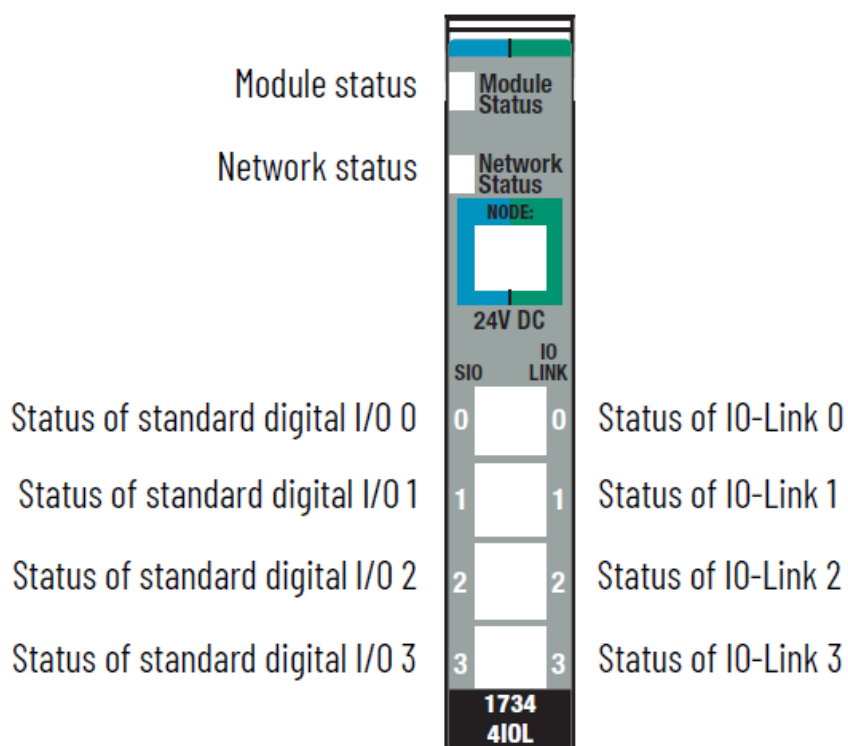 Module status
Module
Status
Network status
Network
Status
NODE:
24V DC
SIO
IO
LINK
Status of standard digital I/O 0
0
0
Status of IO-Link 0
Status of standard digital I/O 1
1
1
Status of IO-Link 1
Status of standard digital I/O 2
2
2
Status of IO-Link 2
Status of standard digital I/O 3
3
3
Status of IO-Link 3
1734
4IOL